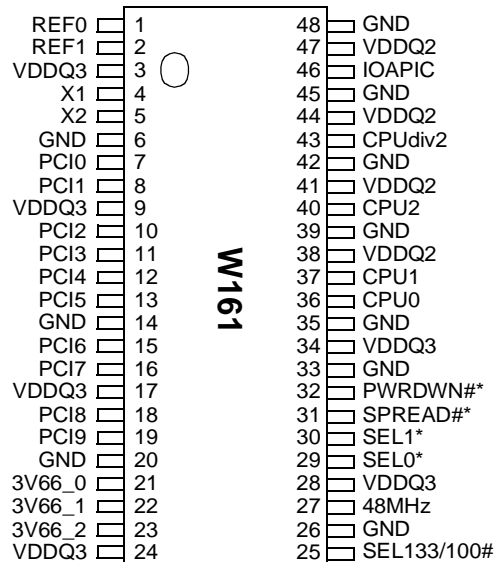 REF0 1 48 GND
REF1 2 47 VDDQ2
VDDQ3 3 46 IOAPIC
X1 4 45 GND
X2 5 44 VDDQ2
GND 6 43 CPUdiv2
PCI0 7 42 GND
PCI1 8 41 VDDQ2
VDDQ3 9 40 CPU2
PCI2 10 39 GND
PCI3 11 38 VDDQ2
PCI4 12 37 CPU1
PCI5 13 36 CPU0
GND 14 35 GND
PCI6 15 34 VDDQ3
PCI7 16 33 GND
VDDQ3 17 32 PWRDWN#*
PCI8 18 31 SPREAD#*
PCI9 19 30 SEL1*
GND 20 29 SEL0*
3V66_0 21 28 VDDQ3
3V66_1 22 27 48MHz
3V66_2 23 26 GND
VDDQ3 24 25 SEL133/100#
W161